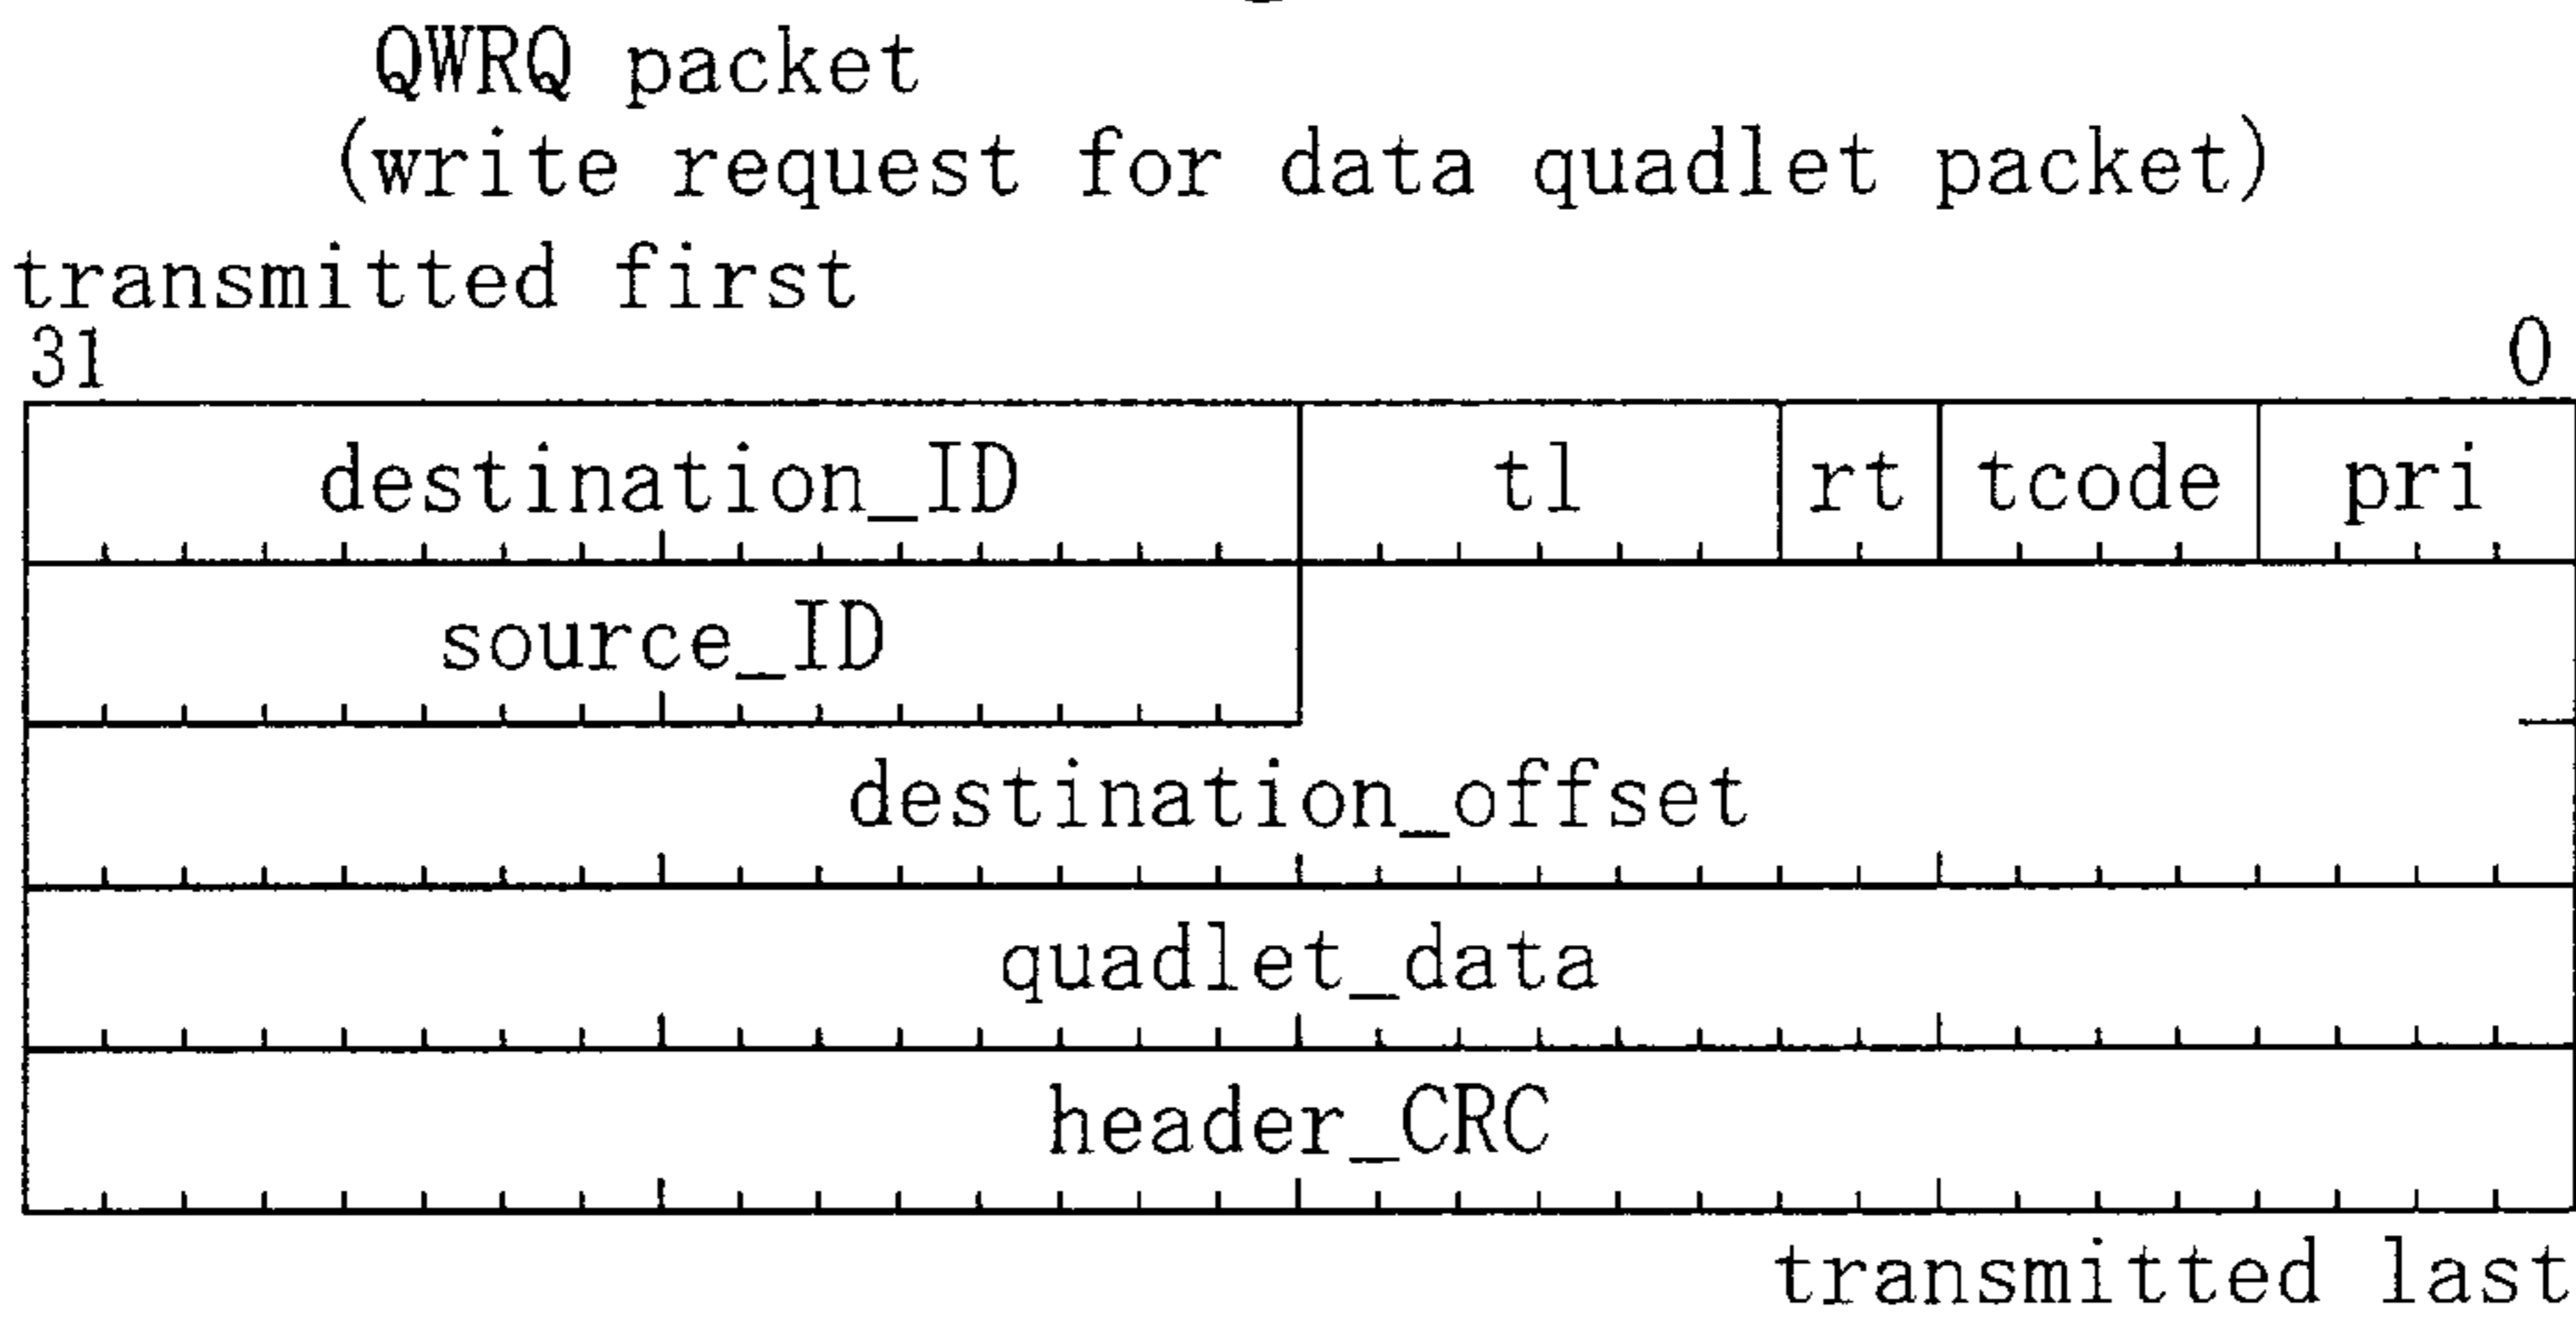 QWRQ packet
(write request for data quadlet packet)
transmitted first
31 0
destination_ID tl rt tcode pri
source_ID
destination_offset
quadlet_data
header_CRC
transmitted last